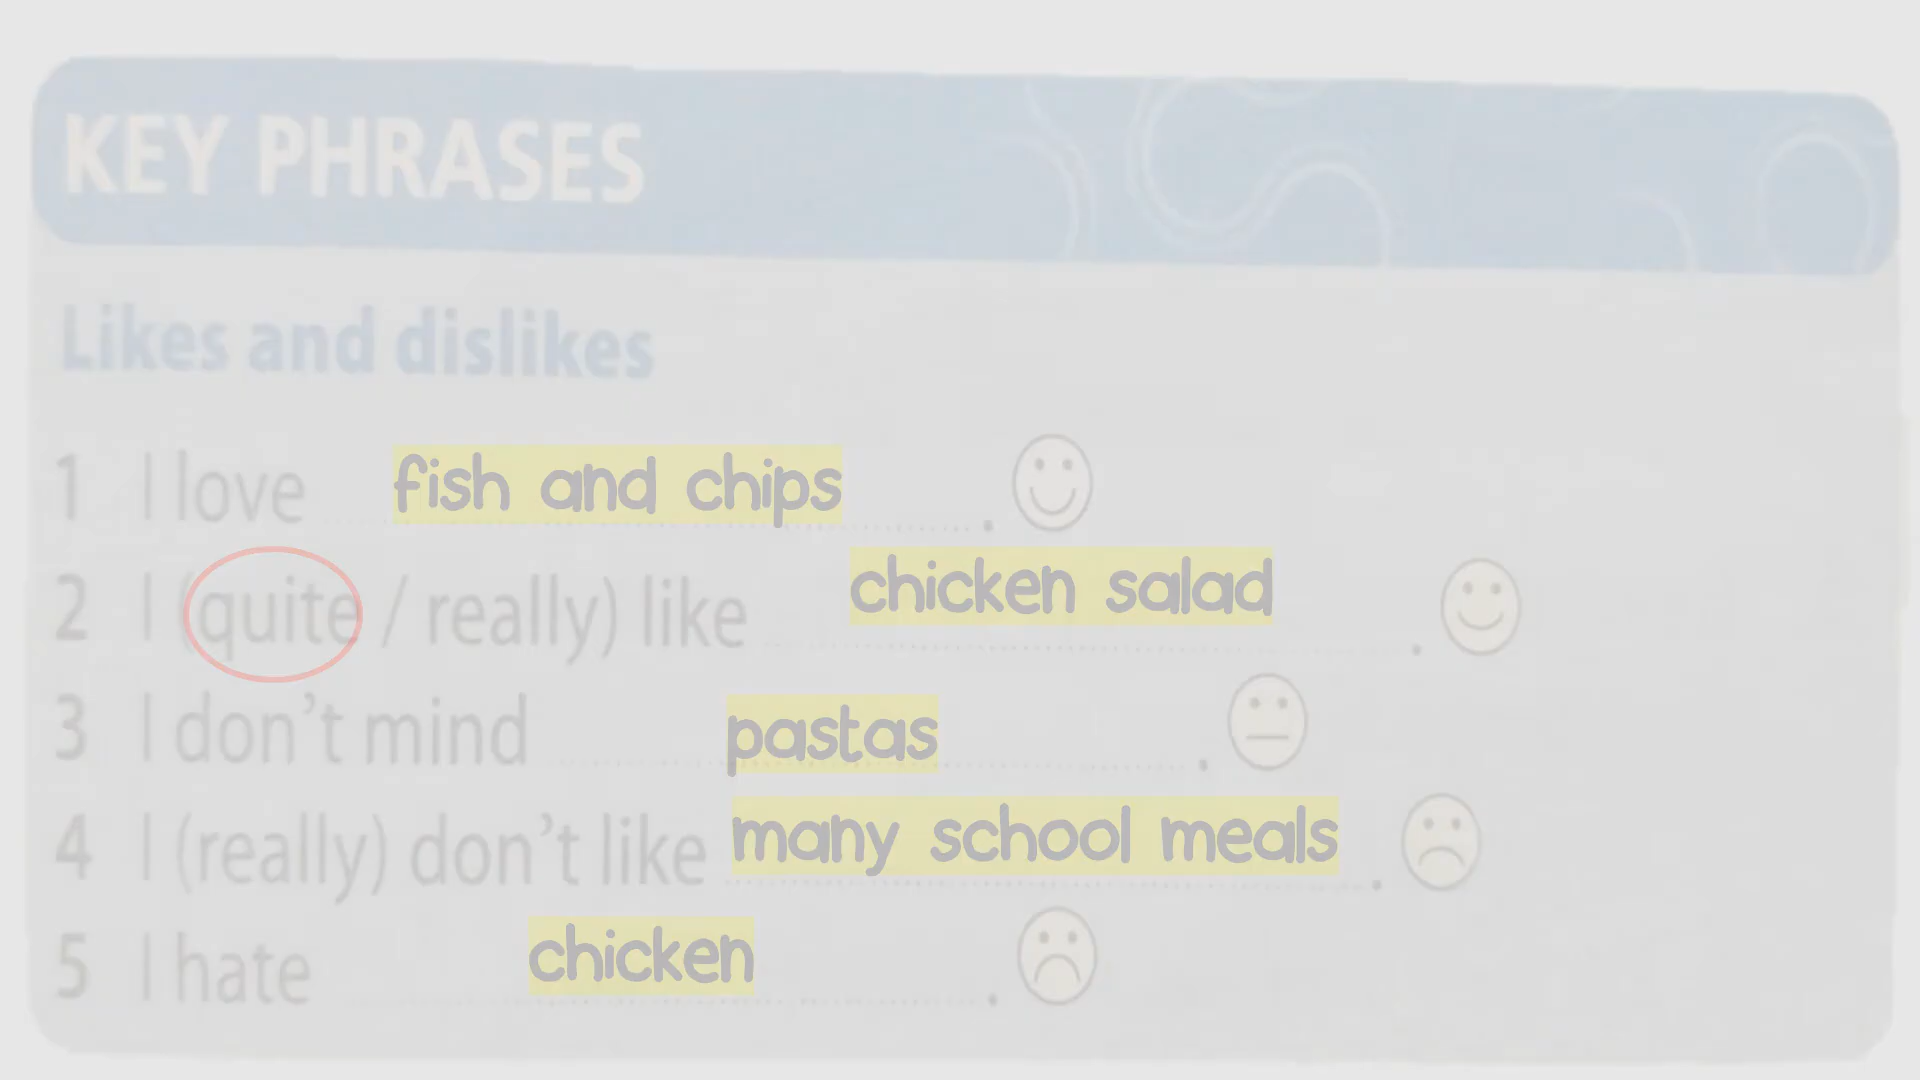 KEY PHRASES
Likes and dislikes
1 I love fish and chips.
2 I (quite / really) like chicken salad.
3 I don't mind pastas.
4 I (really) don't like many school meals.
5 I hate chicken.